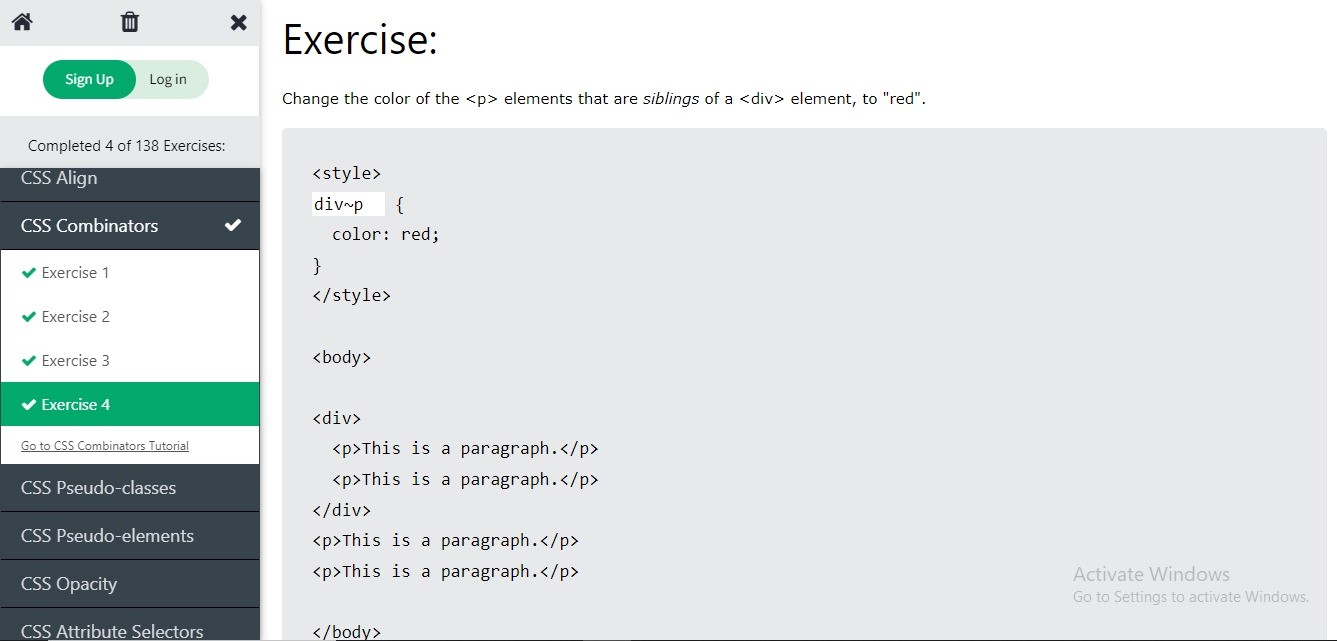 Sign Up
Log in
Completed 4 of 138 Exercises:
CSS Align
CSS Combinators
Exercise 1
Exercise 2
Exercise 3
Exercise 4
Go to CSS Combinators Tutorial
CSS Pseudo-classes
CSS Pseudo-elements
CSS Opacity
CSS Attribute Selectors
Exercise:
Change the color of the <p> elements that are siblings of a <div> element, to "red".
<style>
div~p {
  color: red;
}
</style>

<body>

<div>
  <p>This is a paragraph.</p>
  <p>This is a paragraph.</p>
</div>
<p>This is a paragraph.</p>
<p>This is a paragraph.</p>

</body>
Activate Windows
Go to Settings to activate Windows.